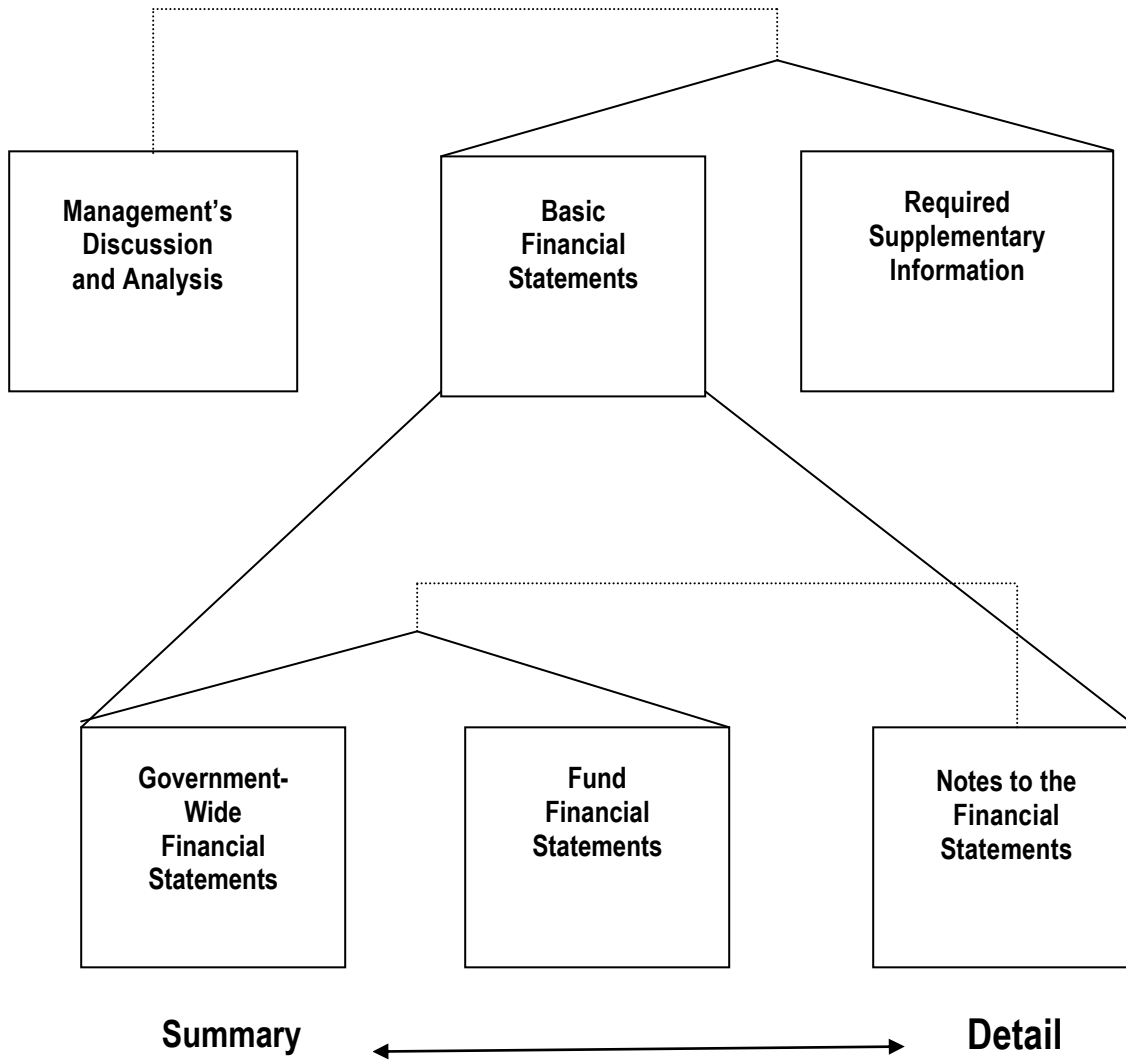 Management’s
Discussion
and Analysis
Basic
Financial
Statements
Required
Supplementary
Information
Government-
Wide
Financial
Statements
Fund
Financial
Statements
Notes to the
Financial
Statements
Summary
Detail